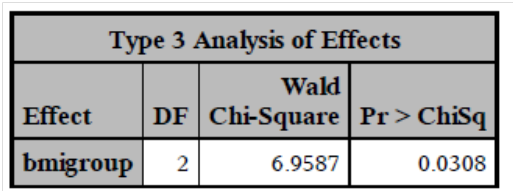 Type 3 Analysis of Effects
Effect DF Wald Chi-Square Pr > ChiSq
bmigroup 2 6.9587 0.0308